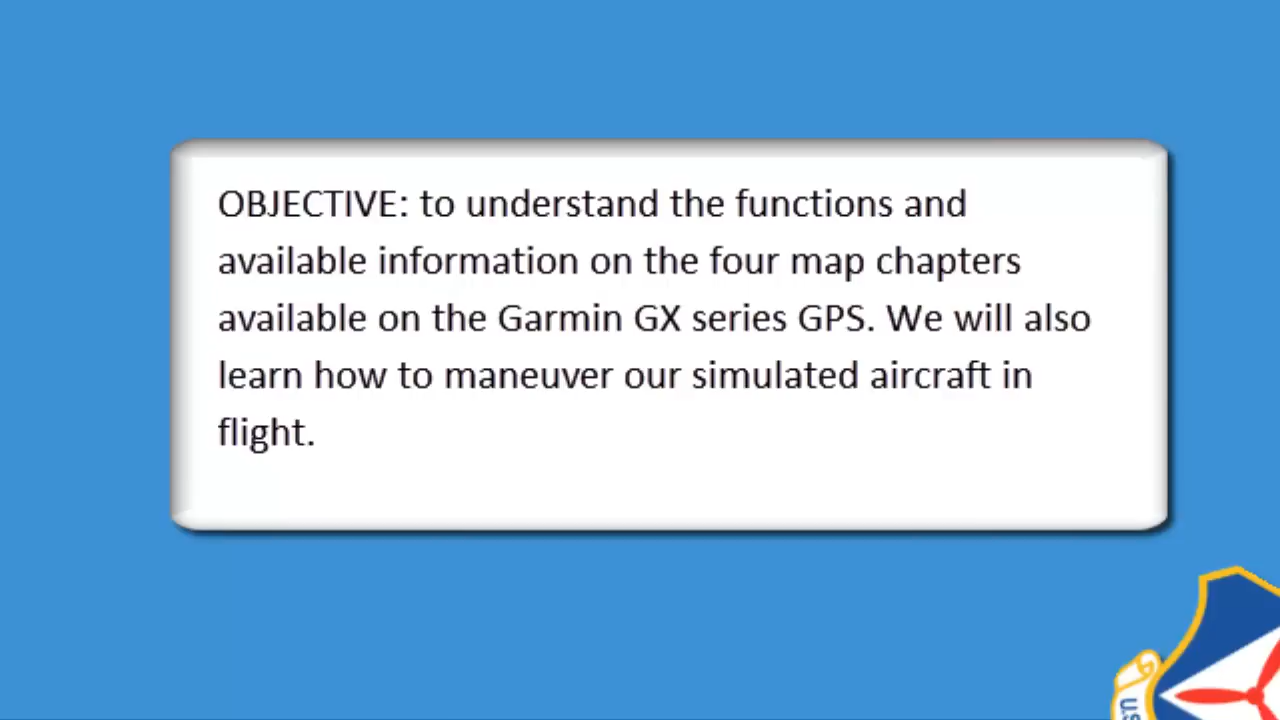 OBJECTIVE: to understand the functions and
available information on the four map chapters
available on the Garmin GX series GPS. We will also
learn how to maneuver our simulated aircraft in
flight.